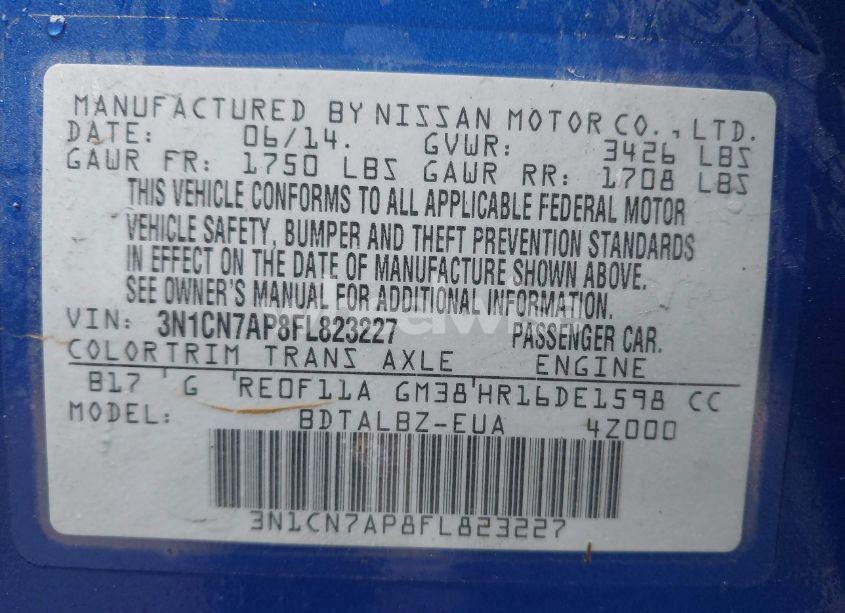 MANUFACTURED BY NISSAN MOTOR CO., LTD.
DATE: 06/14. GVWR: 3426 LBS
GAWR FR: 1750 LBS GAWR RR: 1708 LBS
THIS VEHICLE CONFORMS TO ALL APPLICABLE FEDERAL MOTOR
VEHICLE SAFETY, BUMPER AND THEFT PREVENTION STANDARDS
IN EFFECT ON THE DATE OF MANUFACTURE SHOWN ABOVE.
SEE OWNER'S MANUAL FOR ADDITIONAL INFORMATION.
VIN: 3N1CN7AP8FL823227 PASSENGER CAR.
COLORTRIM TRANS AXLE ENGINE
B17 G RE0F11A GM38 HR16DE1598 CC
MODEL: BDTALBZ-EUA 4Z000
3N1CN7AP8FL823227